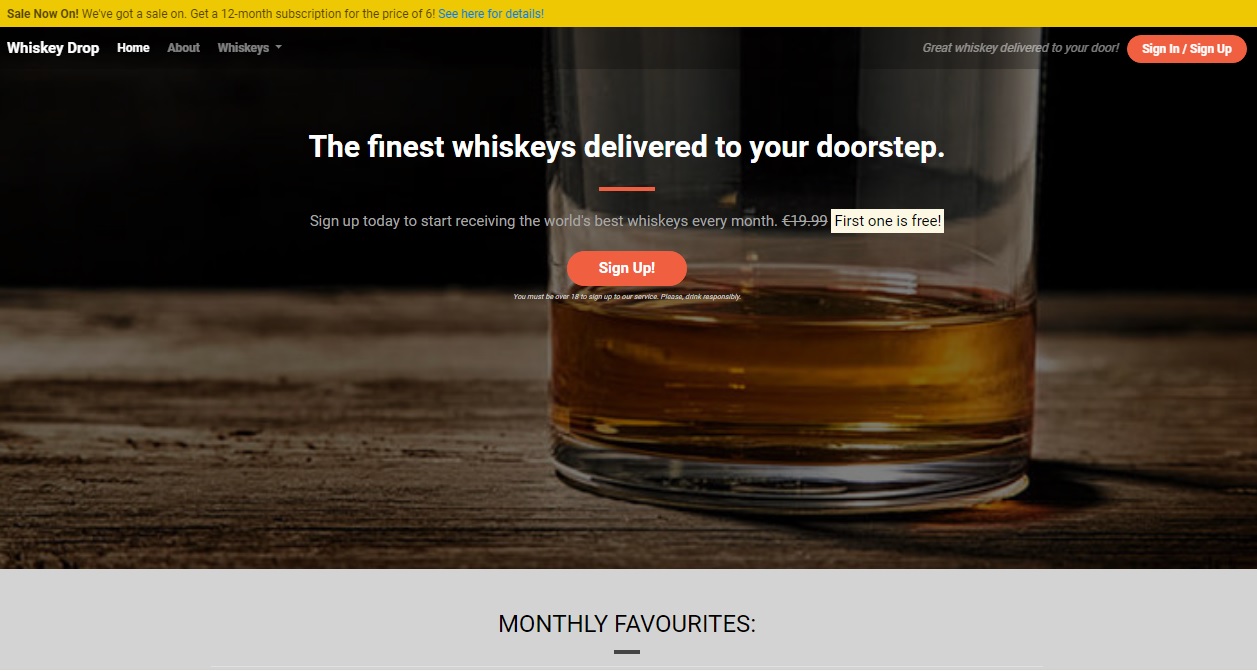 Sale Now On! We've got a sale on. Get a 12-month subscription for the price of 6! See here for details!
Whiskey Drop Home About Whiskeys Great whiskey delivered to your door! Sign In / Sign Up
The finest whiskeys delivered to your doorstep.
Sign up today to start receiving the world's best whiskeys every month. €19.99 First one is free!
Sign Up!
You must be over 18 to sign up to our service. Please, drink responsibly.
MONTHLY FAVOURITES: